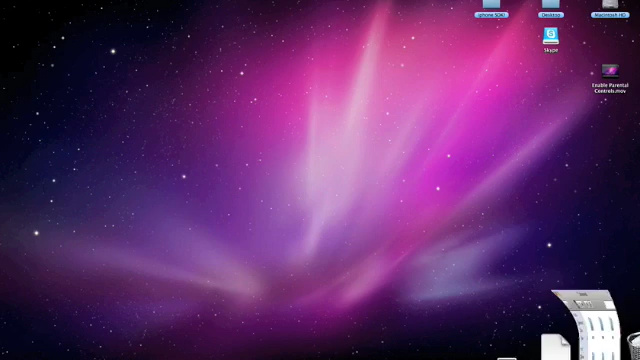 iphone SDK!
Desktop
Macintosh HD
Skype
Enable Parental
Controls.mov